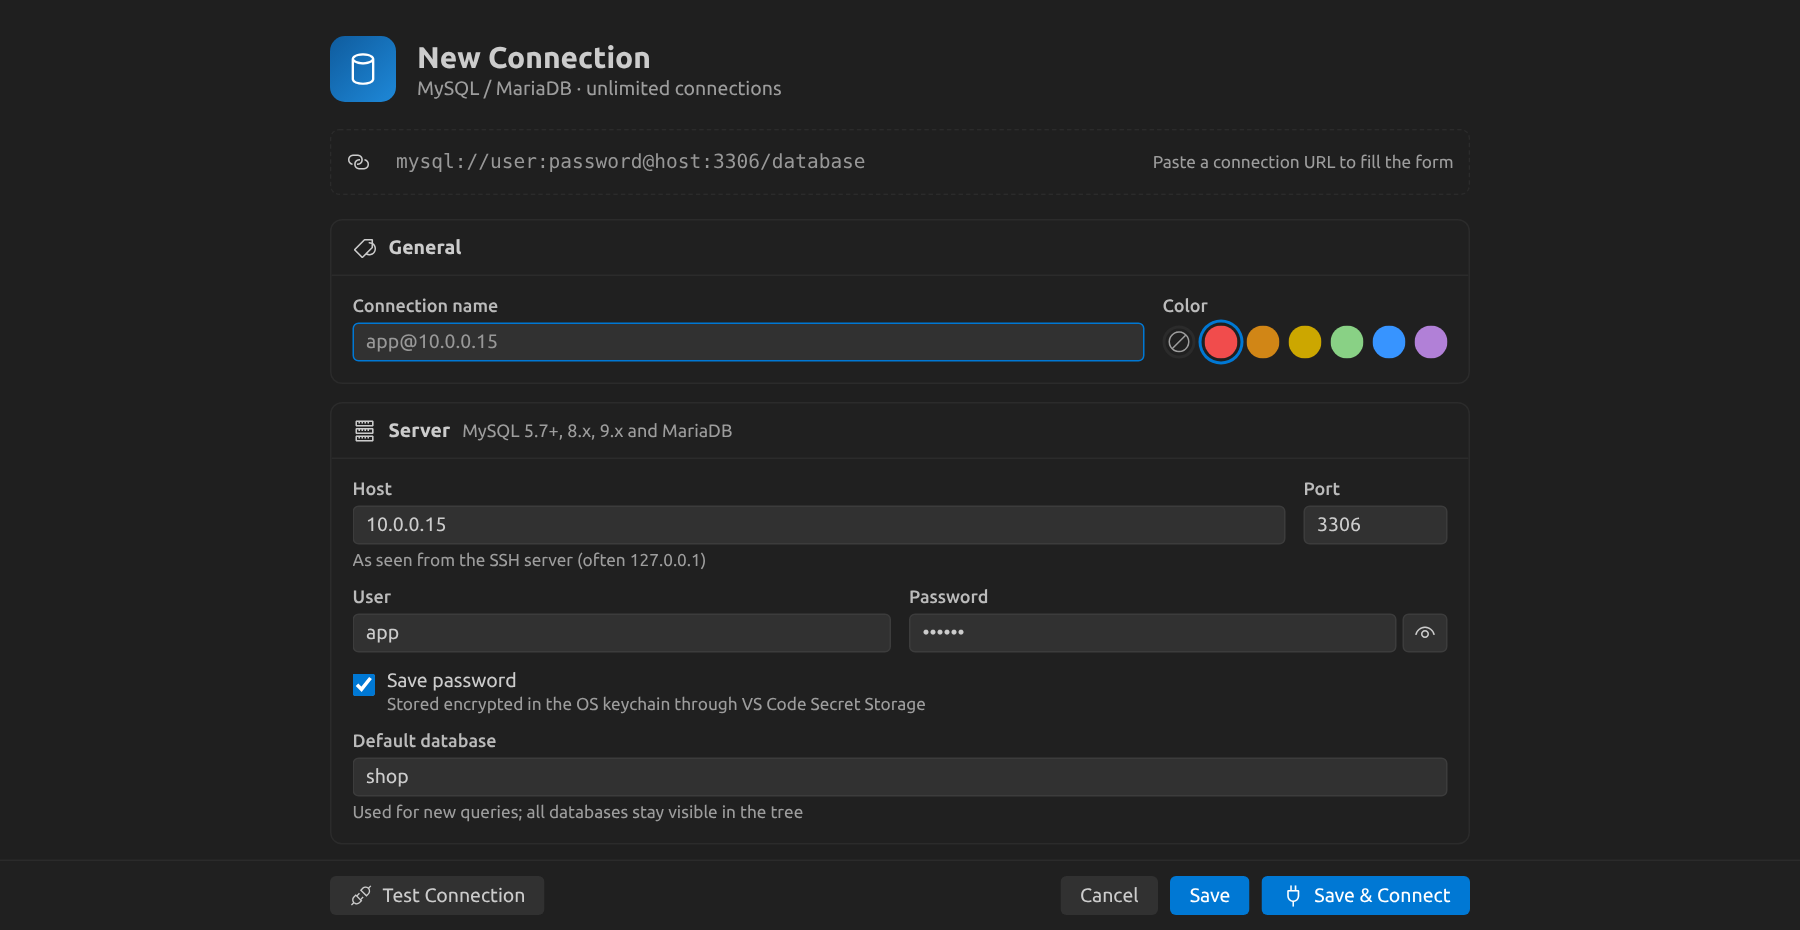 New Connection
MySQL / MariaDB · unlimited connections
mysql://user:password@host:3306/database
Paste a connection URL to fill the form
General
Connection name
Color
app@10.0.0.15
Server MySQL 5.7+, 8.x, 9.x and MariaDB
Host
Port
10.0.0.15
3306
As seen from the SSH server (often 127.0.0.1)
User
Password
app
••••••
Save password
Stored encrypted in the OS keychain through VS Code Secret Storage
Default database
shop
Used for new queries; all databases stay visible in the tree
Test Connection
Cancel
Save
Save & Connect